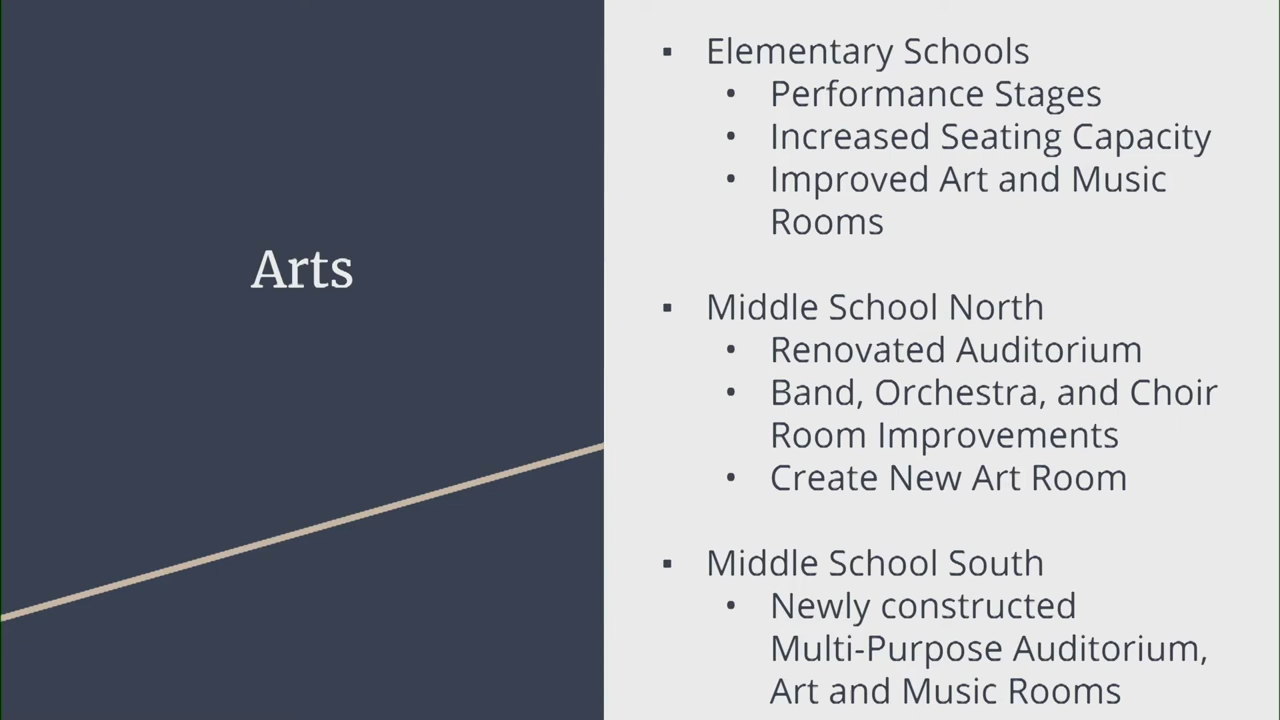 Arts
▪ Elementary Schools
• Performance Stages
• Increased Seating Capacity
• Improved Art and Music
Rooms
▪ Middle School North
• Renovated Auditorium
• Band, Orchestra, and Choir
Room Improvements
• Create New Art Room
▪ Middle School South
• Newly constructed
Multi-Purpose Auditorium,
Art and Music Rooms